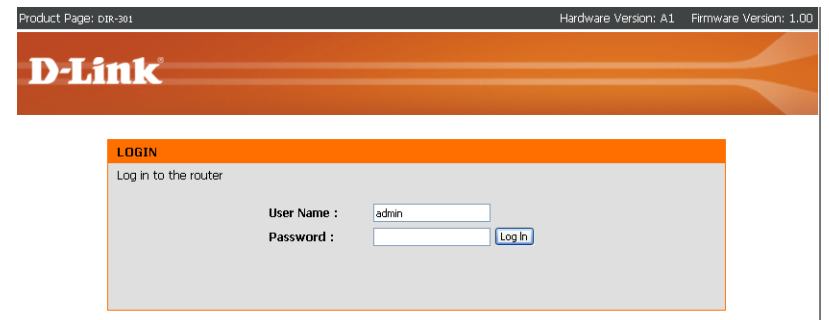 Product Page: DIR-301 Hardware Version: A1 Firmware Version: 1.00
D-Link®
LOGIN
Log in to the router
User Name : admin
Password : Log In